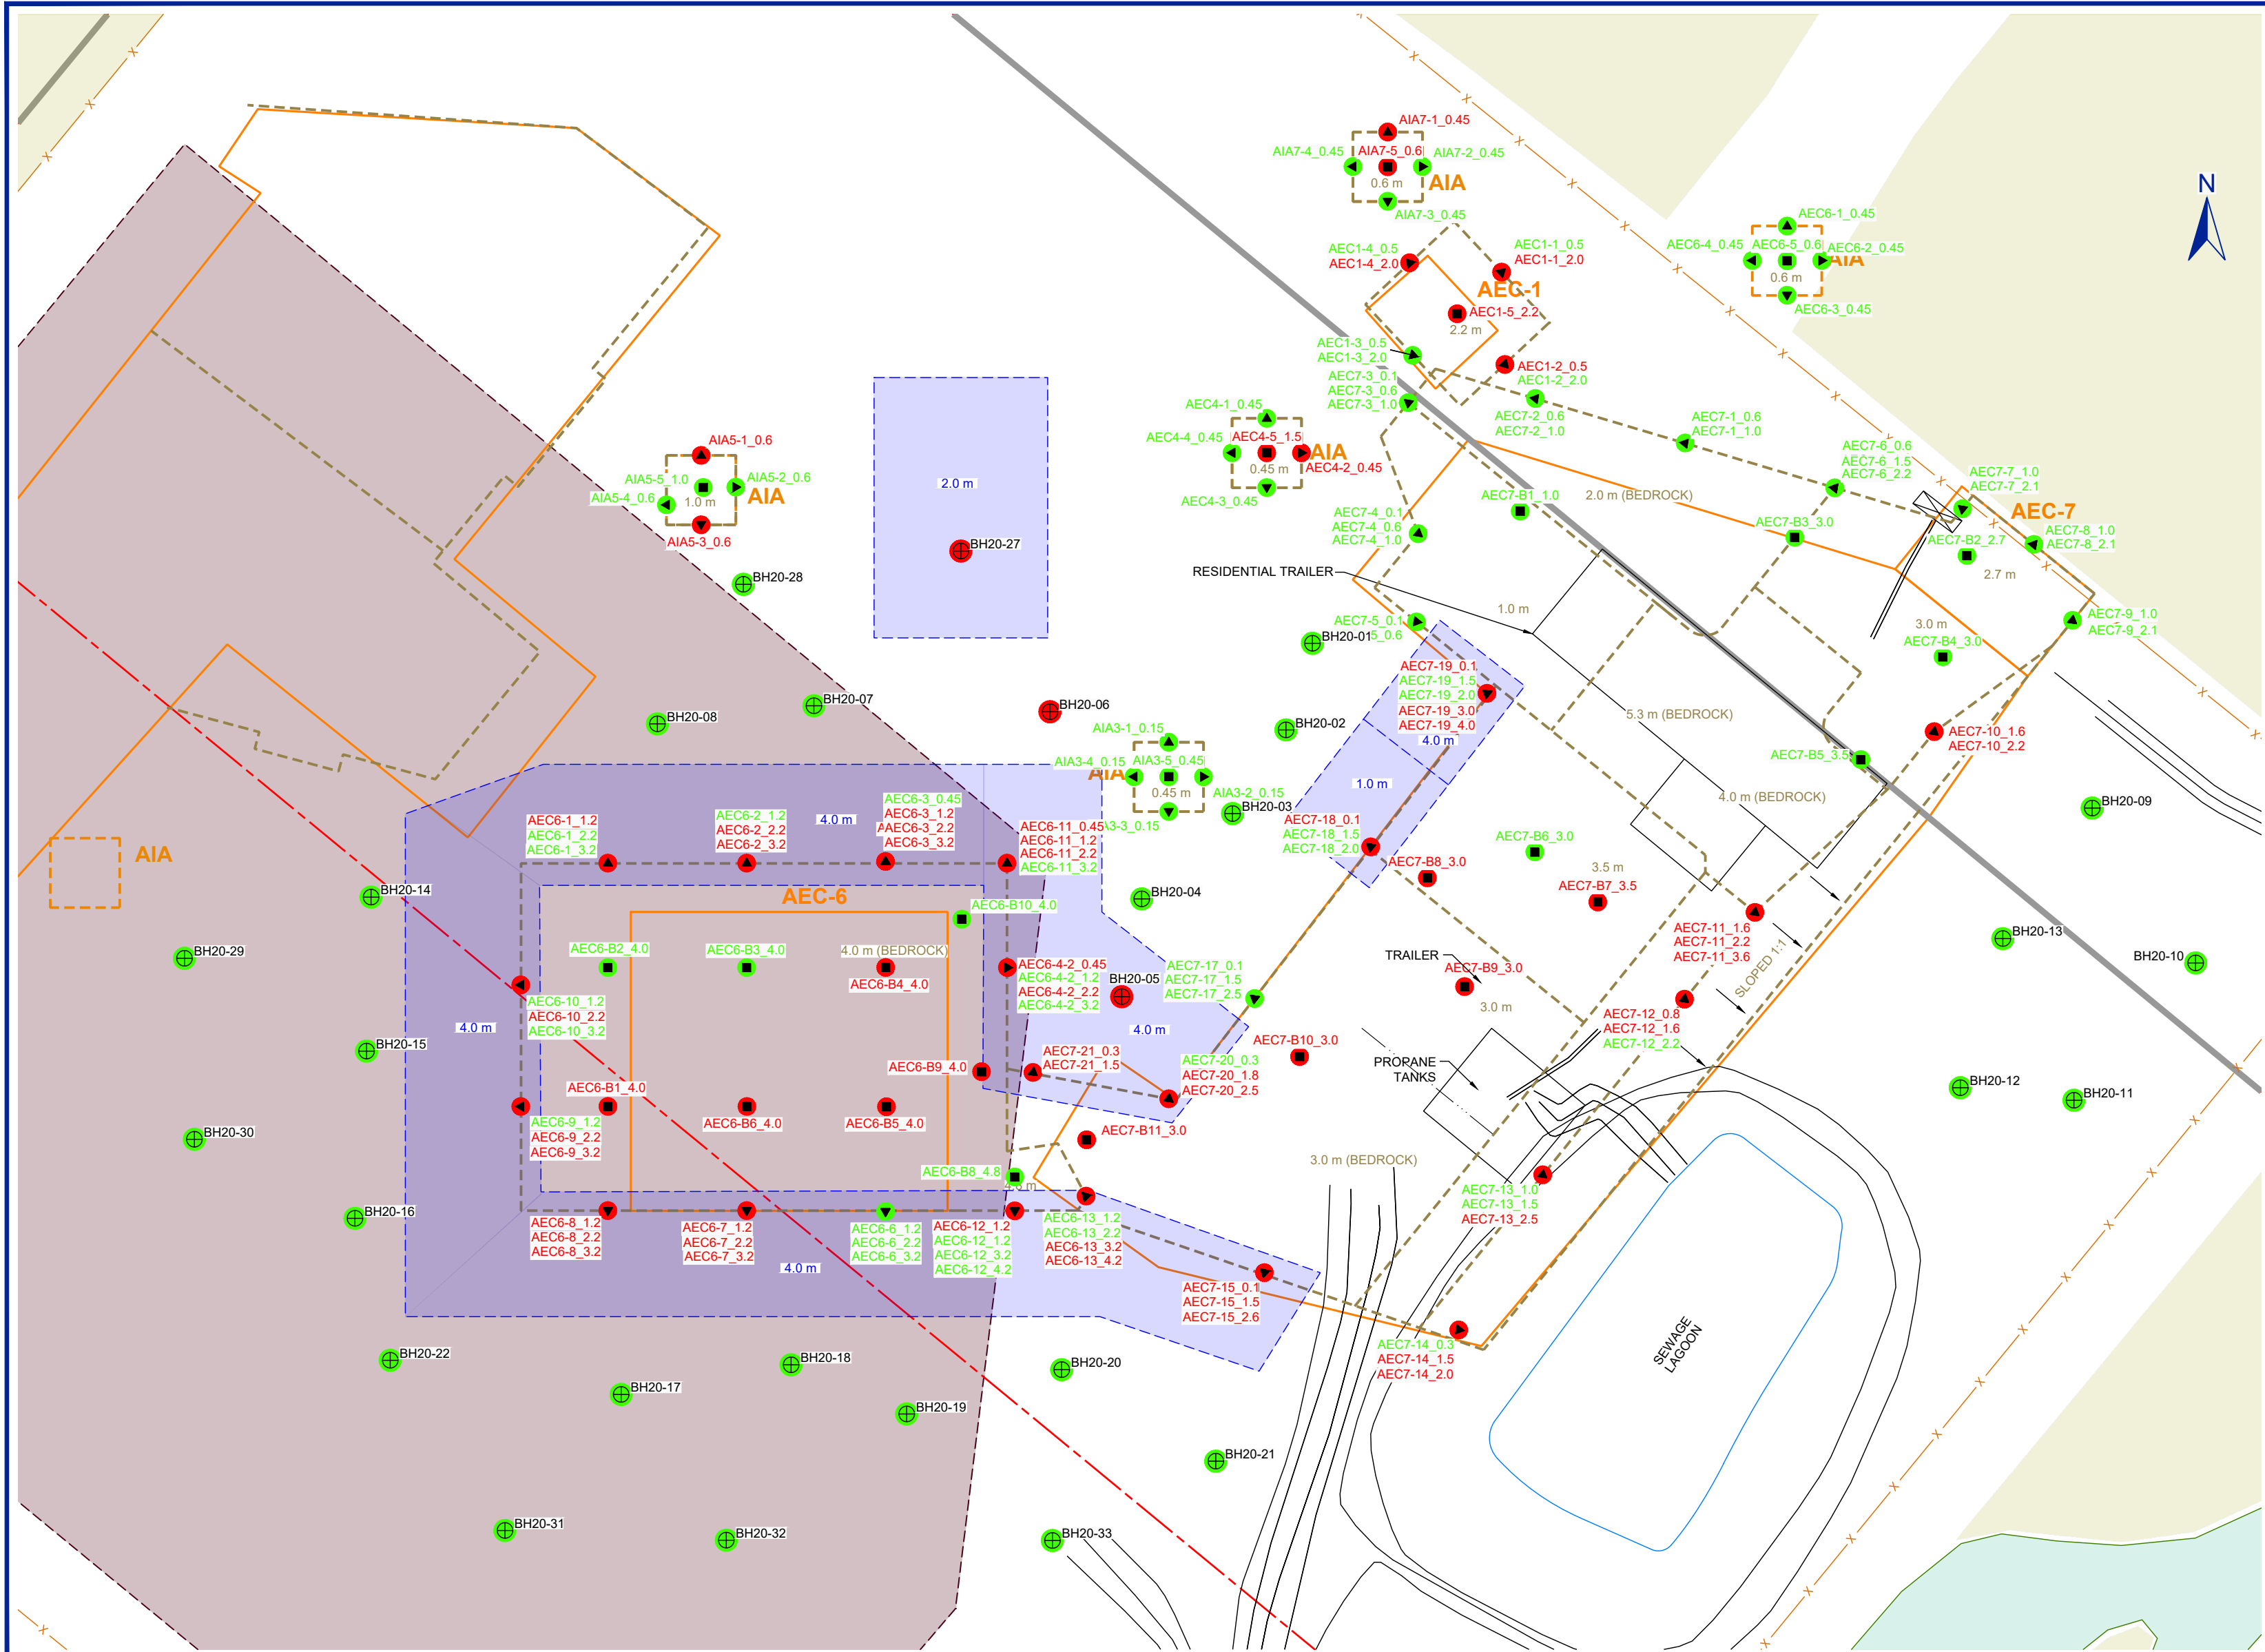 N
AIA7-1_0.45
AIA7-4_0.45
AIA7-5_0.6
AIA7-2_0.45
0.6 m
AIA
AIA7-3_0.45
AEC6-1_0.45
AEC6-4_0.45
AEC6-5_0.6
AEC6-2_0.45
AIA
0.6 m
AEC6-3_0.45
AEC1-4_0.5
AEC1-4_2.0
AEC1-1_0.5
AEC1-1_2.0
AEC-1
AEC1-5_2.2
2.2 m
AEC1-3_0.5
AEC1-3_2.0
AEC1-2_0.5
AEC1-2_2.0
AEC7-3_0.1
AEC7-3_0.6
AEC7-3_1.0
AEC7-2_0.6
AEC7-2_1.0
AEC7-1_0.6
AEC7-1_1.0
AEC7-6_0.6
AEC7-6_1.5
AEC7-6_2.2
AEC7-7_1.0
AEC7-7_2.1
AEC-7
AEC7-8_1.0
AEC7-8_2.1
AEC4-1_0.45
AEC4-4_0.45
AEC4-5_1.5
AIA
0.45 m
AEC4-2_0.45
AEC4-3_0.45
AIA5-1_0.6
AIA5-5_1.0
AIA5-2_0.6
AIA5-4_0.6
1.0 m
AIA
AIA5-3_0.6
2.0 m
BH20-27
BH20-28
AEC7-B1_1.0
2.0 m (BEDROCK)
AEC7-B3_3.0
AEC7-B2_2.7
2.7 m
AEC7-4_0.1
AEC7-4_0.6
AEC7-4_1.0
RESIDENTIAL TRAILER
1.0 m
AEC7-5_0.1
5_0.6
BH20-01
3.0 m
AEC7-B4_3.0
AEC7-9_1.0
AEC7-9_2.1
AEC7-19_0.1
AEC7-19_1.5
AEC7-19_2.0
AEC7-19_3.0
AEC7-19_4.0
4.0 m
BH20-07
BH20-08
BH20-06
BH20-02
5.3 m (BEDROCK)
AEC7-10_1.6
AEC7-10_2.2
AEC7-B5_3.5
AIA3-1_0.15
AIA3-4_0.15
AIA3-5_0.45
AIA
0.45 m
AIA3-2_0.15
3-3_0.15
BH20-03
1.0 m
4.0 m (BEDROCK)
BH20-09
AEC7-18_0.1
AEC7-18_1.5
AEC7-18_2.0
AEC7-B6_3.0
AEC7-B8_3.0
3.5 m
AEC7-B7_3.5
AIA
AEC6-1_1.2
AEC6-1_2.2
AEC6-1_3.2
AEC6-2_1.2
AEC6-2_2.2
AEC6-2_3.2
4.0 m
AEC6-3_0.45
AEC6-3_1.2
AEC6-3_2.2
AEC6-3_3.2
AEC6-11_0.45
AEC6-11_1.2
AEC6-11_2.2
AEC6-11_3.2
BH20-14
AEC-6
AEC6-B10_4.0
BH20-04
BH20-29
AEC6-B2_4.0
AEC6-B3_4.0
4.0 m (BEDROCK)
AEC6-B4_4.0
AEC6-4-2_0.45
AEC6-4-2_1.2
AEC6-4-2_2.2
AEC6-4-2_3.2
BH20-05
AEC7-17_0.1
AEC7-17_1.5
AEC7-17_2.5
TRAILER
AEC7-B9_3.0
3.0 m
AEC7-11_1.6
AEC7-11_2.2
AEC7-11_3.6
SLOPED 1:1
BH20-13
BH20-10
AEC6-10_1.2
AEC6-10_2.2
AEC6-10_3.2
4.0 m
4.0 m
AEC7-12_0.8
AEC7-12_1.6
AEC7-12_2.2
BH20-15
AEC7-B10_3.0
AEC6-B9_4.0
AEC7-21_0.3
AEC7-21_1.5
AEC7-20_0.3
AEC7-20_1.8
AEC7-20_2.5
PROPANE
TANKS
BH20-12
BH20-11
AEC6-B1_4.0
AEC6-B6_4.0
AEC6-B5_4.0
AEC6-9_1.2
AEC6-9_2.2
AEC6-9_3.2
BH20-30
AEC7-B11_3.0
3.0 m (BEDROCK)
AEC6-B8_4.8
AEC7-13_1.0
AEC7-13_1.5
AEC7-13_2.5
BH20-16
AEC6-8_1.2
AEC6-8_2.2
AEC6-8_3.2
AEC6-7_1.2
AEC6-7_2.2
AEC6-7_3.2
AEC6-6_1.2
AEC6-6_2.2
AEC6-6_3.2
AEC6-12_1.2
AEC6-12_1.2
AEC6-12_3.2
AEC6-12_4.2
AEC6-13_1.2
AEC6-13_2.2
AEC6-13_3.2
AEC6-13_4.2
4.0 m
AEC7-15_0.1
AEC7-15_1.5
AEC7-15_2.6
AEC7-14_0.3
AEC7-14_1.5
AEC7-14_2.0
SEWAGE
LAGOON
BH20-22
BH20-18
BH20-20
BH20-17
BH20-19
BH20-21
BH20-31
BH20-32
BH20-33